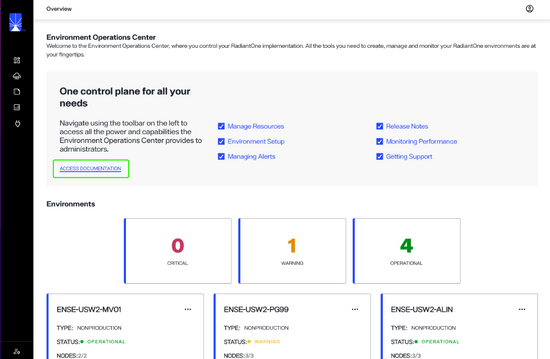 Overview
Environment Operations Center
Welcome to the Environment Operations Center, where you control your RadiantOne implementation. All the tools you need to create, manage and monitor your RadiantOne environments are at
your fingertips.
One control plane for all your
needs
Navigate using the toolbar on the left to
access all the power and capabilities the
Environment Operations Center provides to
administrators.
ACCESS DOCUMENTATION
Manage Resources
Release Notes
Environment Setup
Monitoring Performance
Managing Alerts
Getting Support
Environments
0
1
4
CRITICAL
WARNING
OPERATIONAL
ENSE-USW2-MV01
ENSE-USW2-PG99
ENSE-USW2-ALIN
TYPE: NONPRODUCTION
TYPE: NONPRODUCTION
TYPE: NONPRODUCTION
STATUS: OPERATIONAL
STATUS: WARNING
STATUS: OPERATIONAL
NODES: 2/2
NODES: 3/3
NODES: 3/3